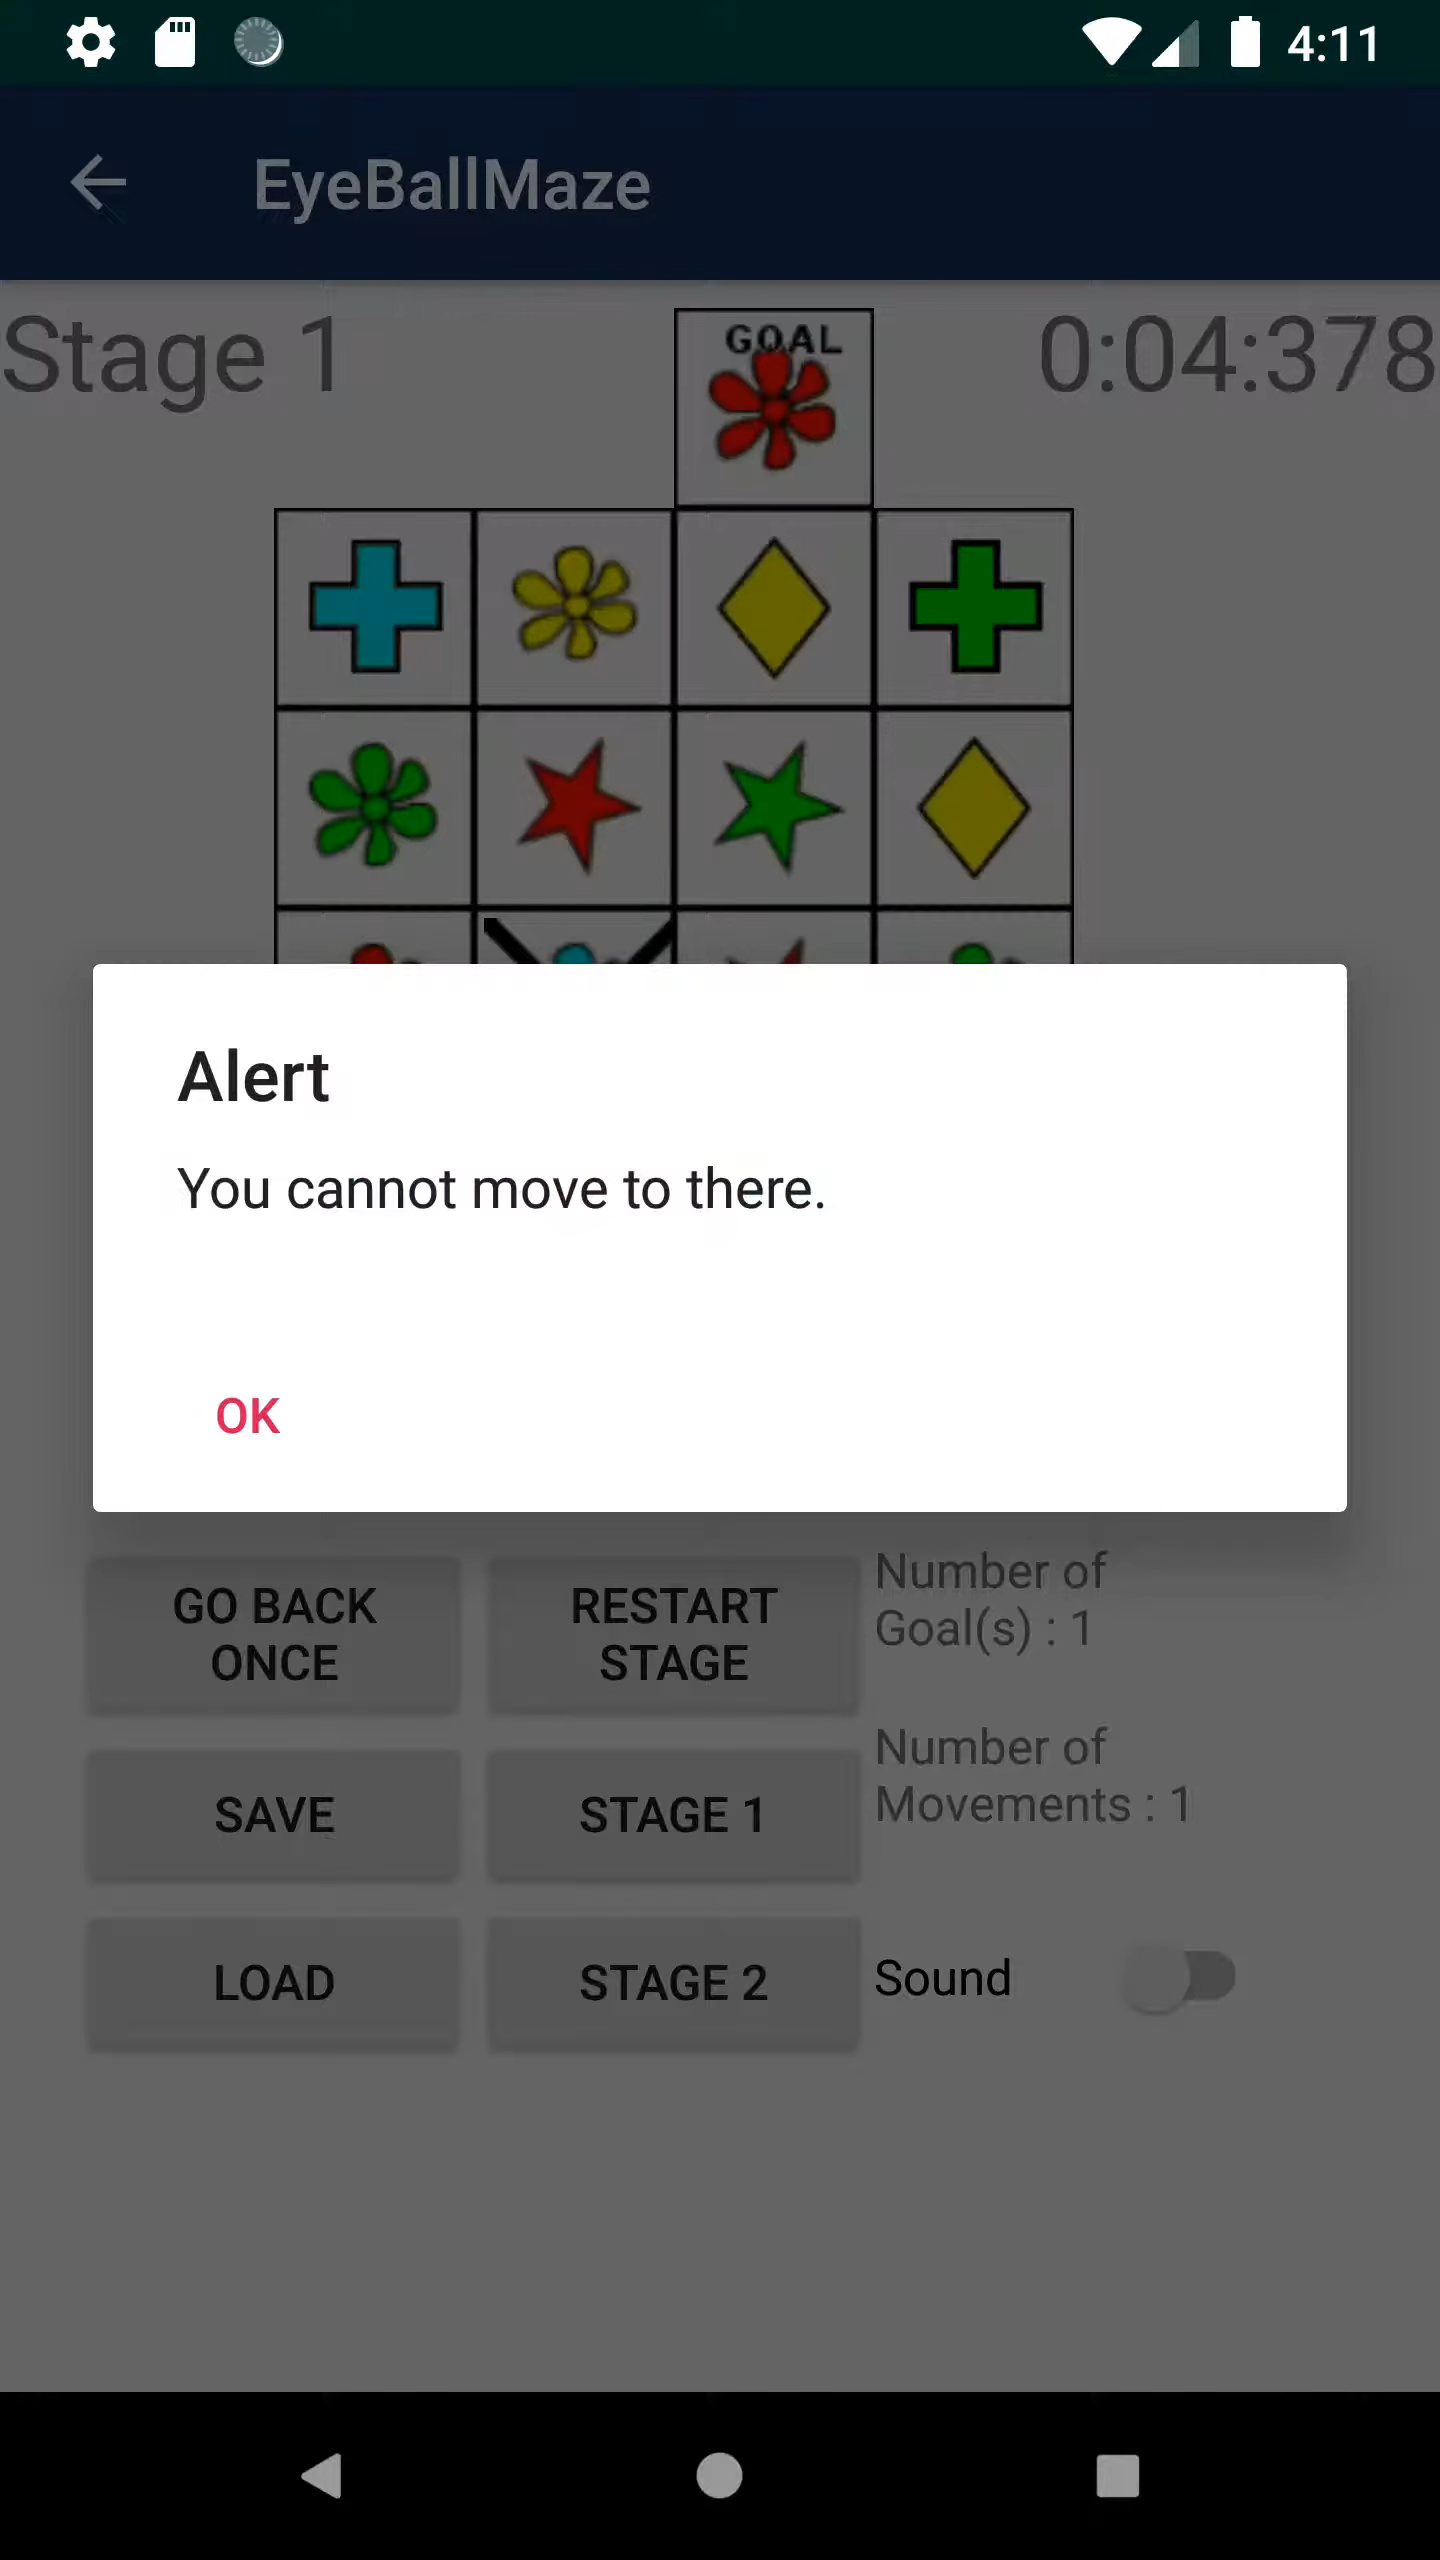 4:11
EyeBallMaze
Stage 1
GOAL
0:04:378
Alert
You cannot move to there.
OK
GO BACK
ONCE
RESTART
STAGE
Number of
Goal(s) : 1
SAVE
STAGE 1
Number of
Movements : 1
LOAD
STAGE 2
Sound